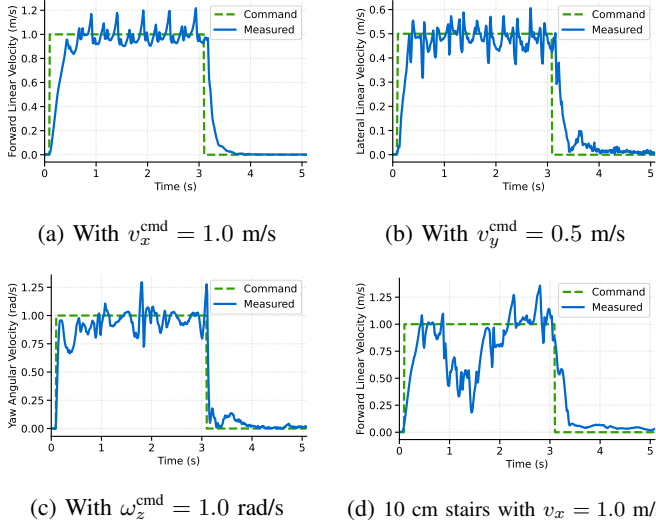 1.2
1.0
0.8
0.6
0.4
0.2
0.0
Forward Linear Velocity (m/s)
Command
Measured
0 1 2 3 4 5
Time (s)
(a) With $v_x^{\text{cmd}} = 1.0$ m/s
0.6
0.5
0.4
0.3
0.2
0.1
0.0
Lateral Linear Velocity (m/s)
Command
Measured
0 1 2 3 4 5
Time (s)
(b) With $v_y^{\text{cmd}} = 0.5$ m/s
1.25
1.00
0.75
0.50
0.25
0.00
Yaw Angular Velocity (rad/s)
Command
Measured
0 1 2 3 4 5
Time (s)
(c) With $\omega_z^{\text{cmd}} = 1.0$ rad/s
1.25
1.00
0.75
0.50
0.25
0.00
Forward Linear Velocity (m/s)
Command
Measured
0 1 2 3 4 5
Time (s)
(d) 10 cm stairs with $v_x = 1.0$ m/